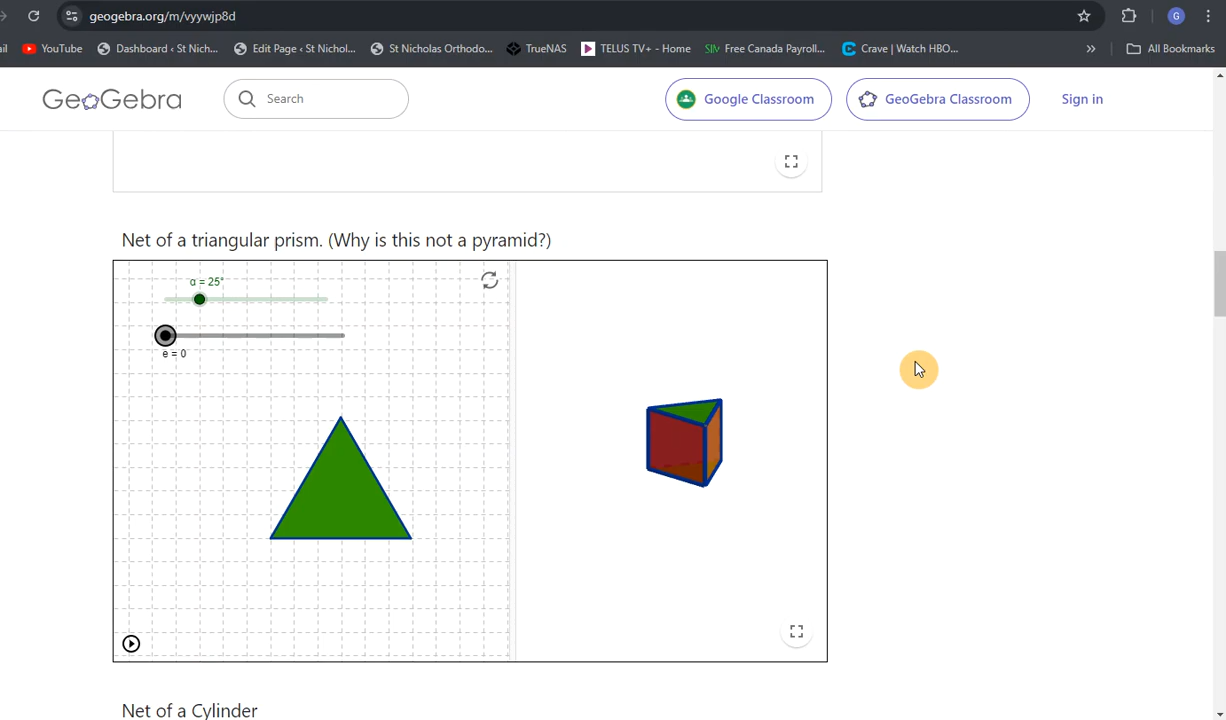 geogebra.org/m/vyywjp8d
G
il
YouTube
Dashboard ‹ St Nich...
Edit Page ‹ St Nichol...
St Nicholas Orthodo...
TrueNAS
TELUS TV+ - Home
Free Canada Payroll...
Crave | Watch HBO...
»
All Bookmarks
GeoGebra
Search
Google Classroom
GeoGebra Classroom
Sign in
Net of a triangular prism. (Why is this not a pyramid?)
α = 25°
e = 0
Net of a Cylinder